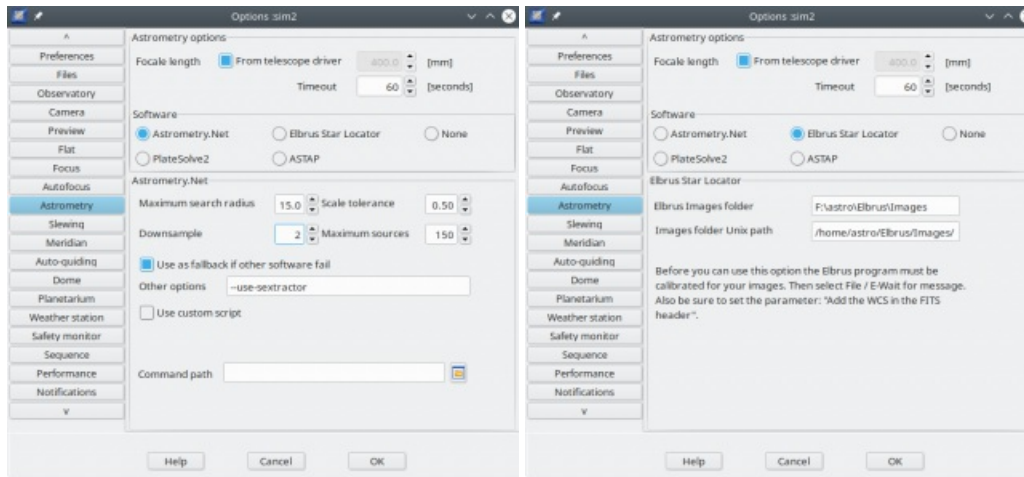 Options :sim2
^
Preferences
Files
Observatory
Camera
Preview
Flat
Focus
Autofocus
Astrometry
Slewing
Meridian
Auto-guiding
Dome
Planetarium
Weather station
Safety monitor
Sequence
Performance
Notifications
v
Astrometry options
Focale length From telescope driver 400.0 [mm]
Timeout 60 [seconds]
Software
Astrometry.Net Elbrus Star Locator None
PlateSolve2 ASTAP
Astrometry.Net
Maximum search radius 15.0 Scale tolerance 0.50
Downsample 2 Maximum sources 150
Use as fallback if other software fail
Other options --use-sextractor
Use custom script
Command path
Help Cancel OK
Options :sim2
^
Preferences
Files
Observatory
Camera
Preview
Flat
Focus
Autofocus
Astrometry
Slewing
Meridian
Auto-guiding
Dome
Planetarium
Weather station
Safety monitor
Sequence
Performance
Notifications
v
Astrometry options
Focale length From telescope driver 400.0 [mm]
Timeout 60 [seconds]
Software
Astrometry.Net Elbrus Star Locator None
PlateSolve2 ASTAP
Elbrus Star Locator
Elbrus Images folder F:\astro\Elbrus\Images
Images folder Unix path /home/astro/Elbrus/Images/
Before you can use this option the Elbrus program must be
calibrated for your images. Then select File / E-Wait for message.
Also be sure to set the parameter: "Add the WCS in the FITS
header".
Help Cancel OK